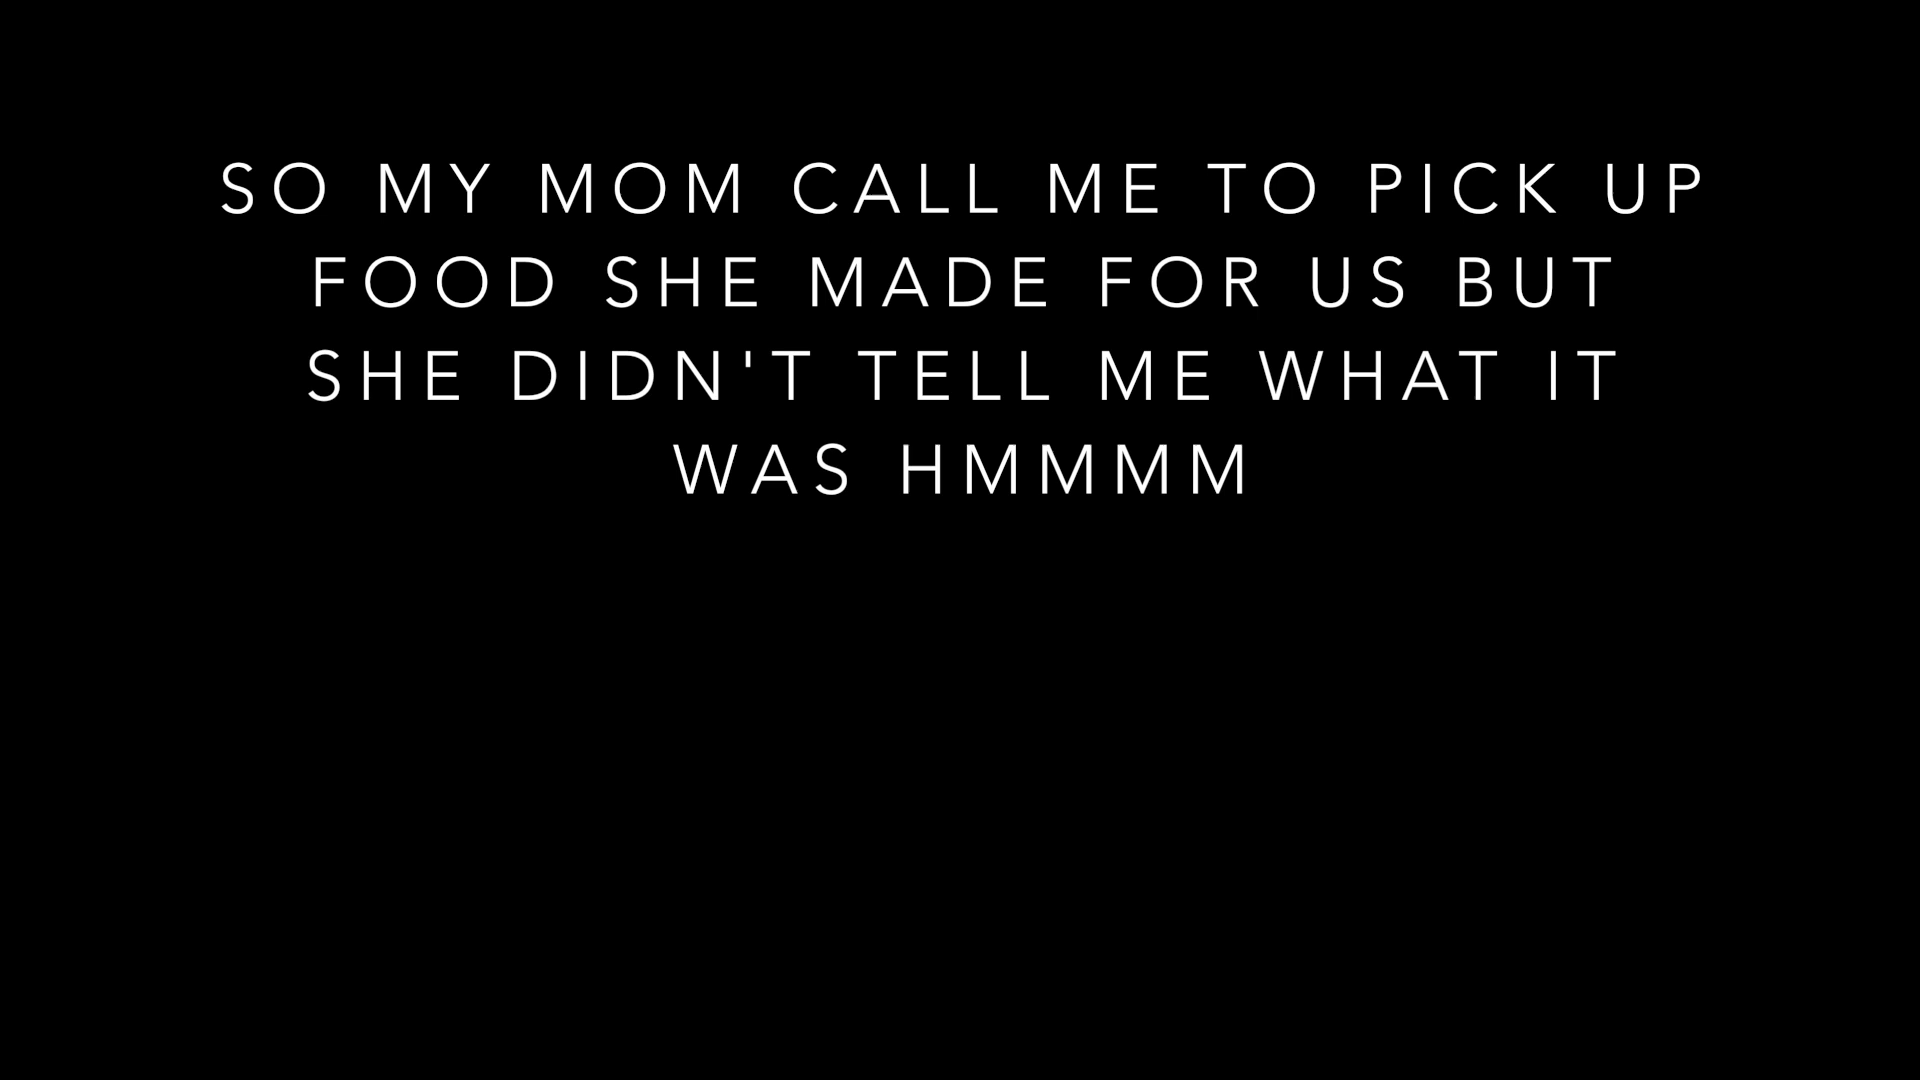 SO MY MOM CALL ME TO PICK UP
FOOD SHE MADE FOR US BUT
SHE DIDN'T TELL ME WHAT IT
WAS HMMMM